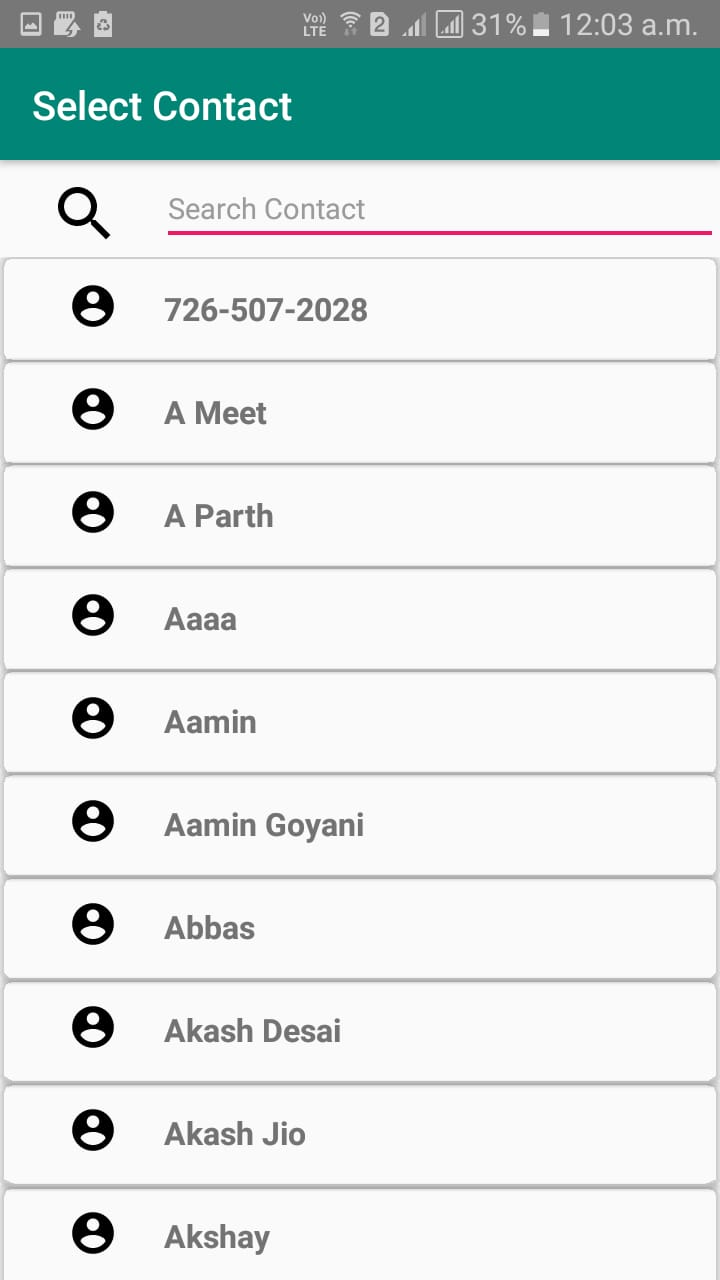 Vo)) LTE 2 31% 12:03 a.m.
Select Contact
Search Contact
726-507-2028
A Meet
A Parth
Aaaa
Aamin
Aamin Goyani
Abbas
Akash Desai
Akash Jio
Akshay